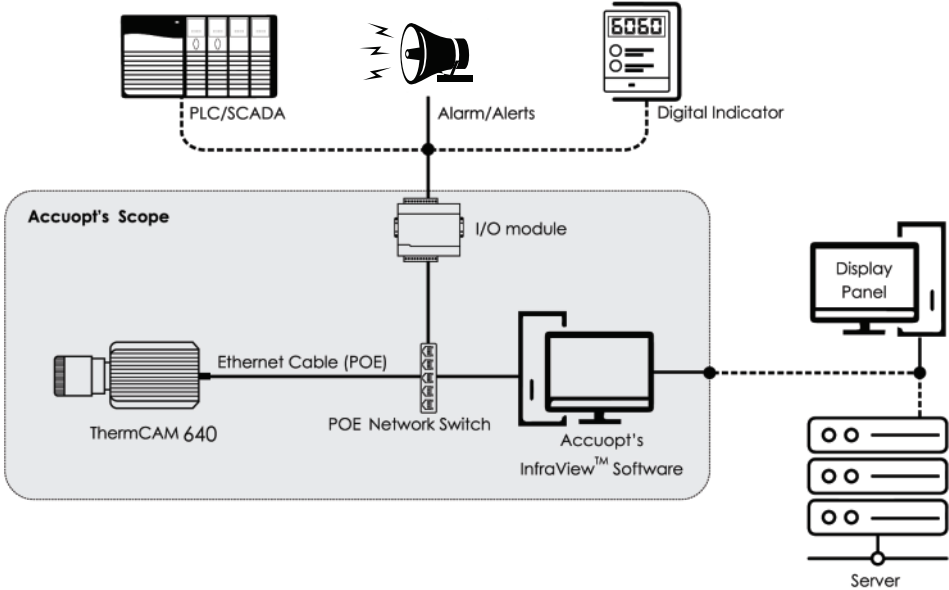 6060
PLC/SCADA
Alarm/Alerts
Digital Indicator
Accuopt's Scope
I/O module
Display
Panel
Ethernet Cable (POE)
ThermCAM 640
POE Network Switch
Accuopt's
InfraView™ Software
Server